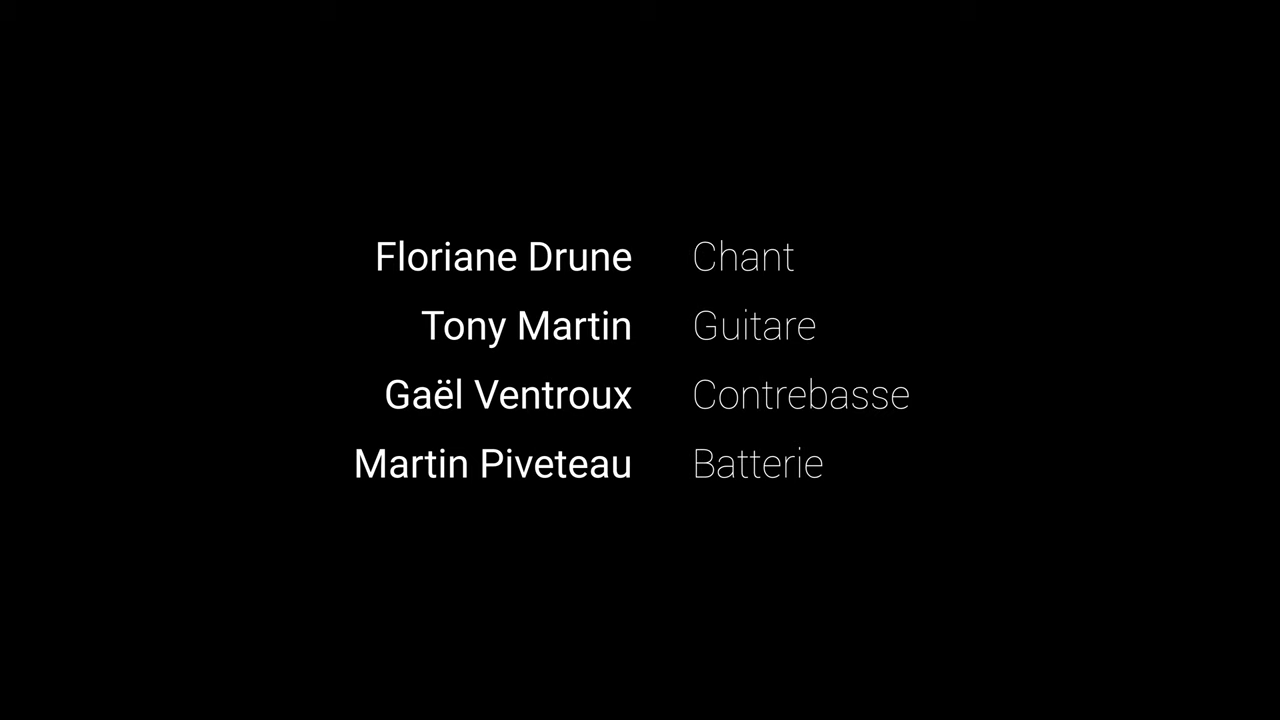 Floriane Drune Chant
Tony Martin Guitare
Gaël Ventroux Contrebasse
Martin Piveteau Batterie